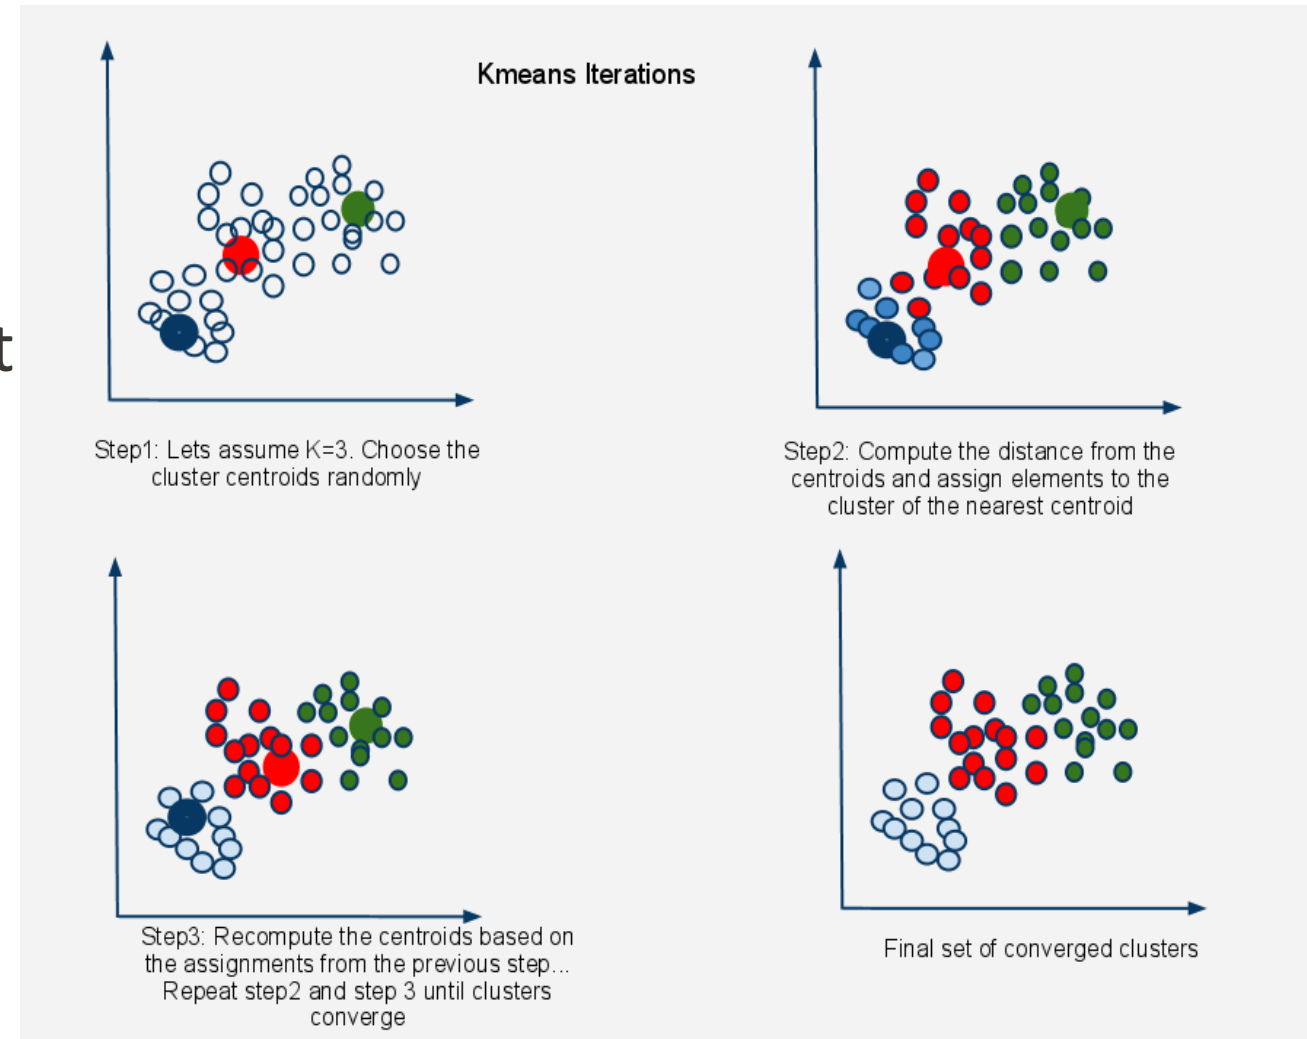 Kmeans Iterations
t
Step1: Lets assume K=3. Choose the
cluster centroids randomly
Step2: Compute the distance from the
centroids and assign elements to the
cluster of the nearest centroid
Step3: Recompute the centroids based on
the assignments from the previous step...
Repeat step2 and step 3 until clusters
converge
Final set of converged clusters